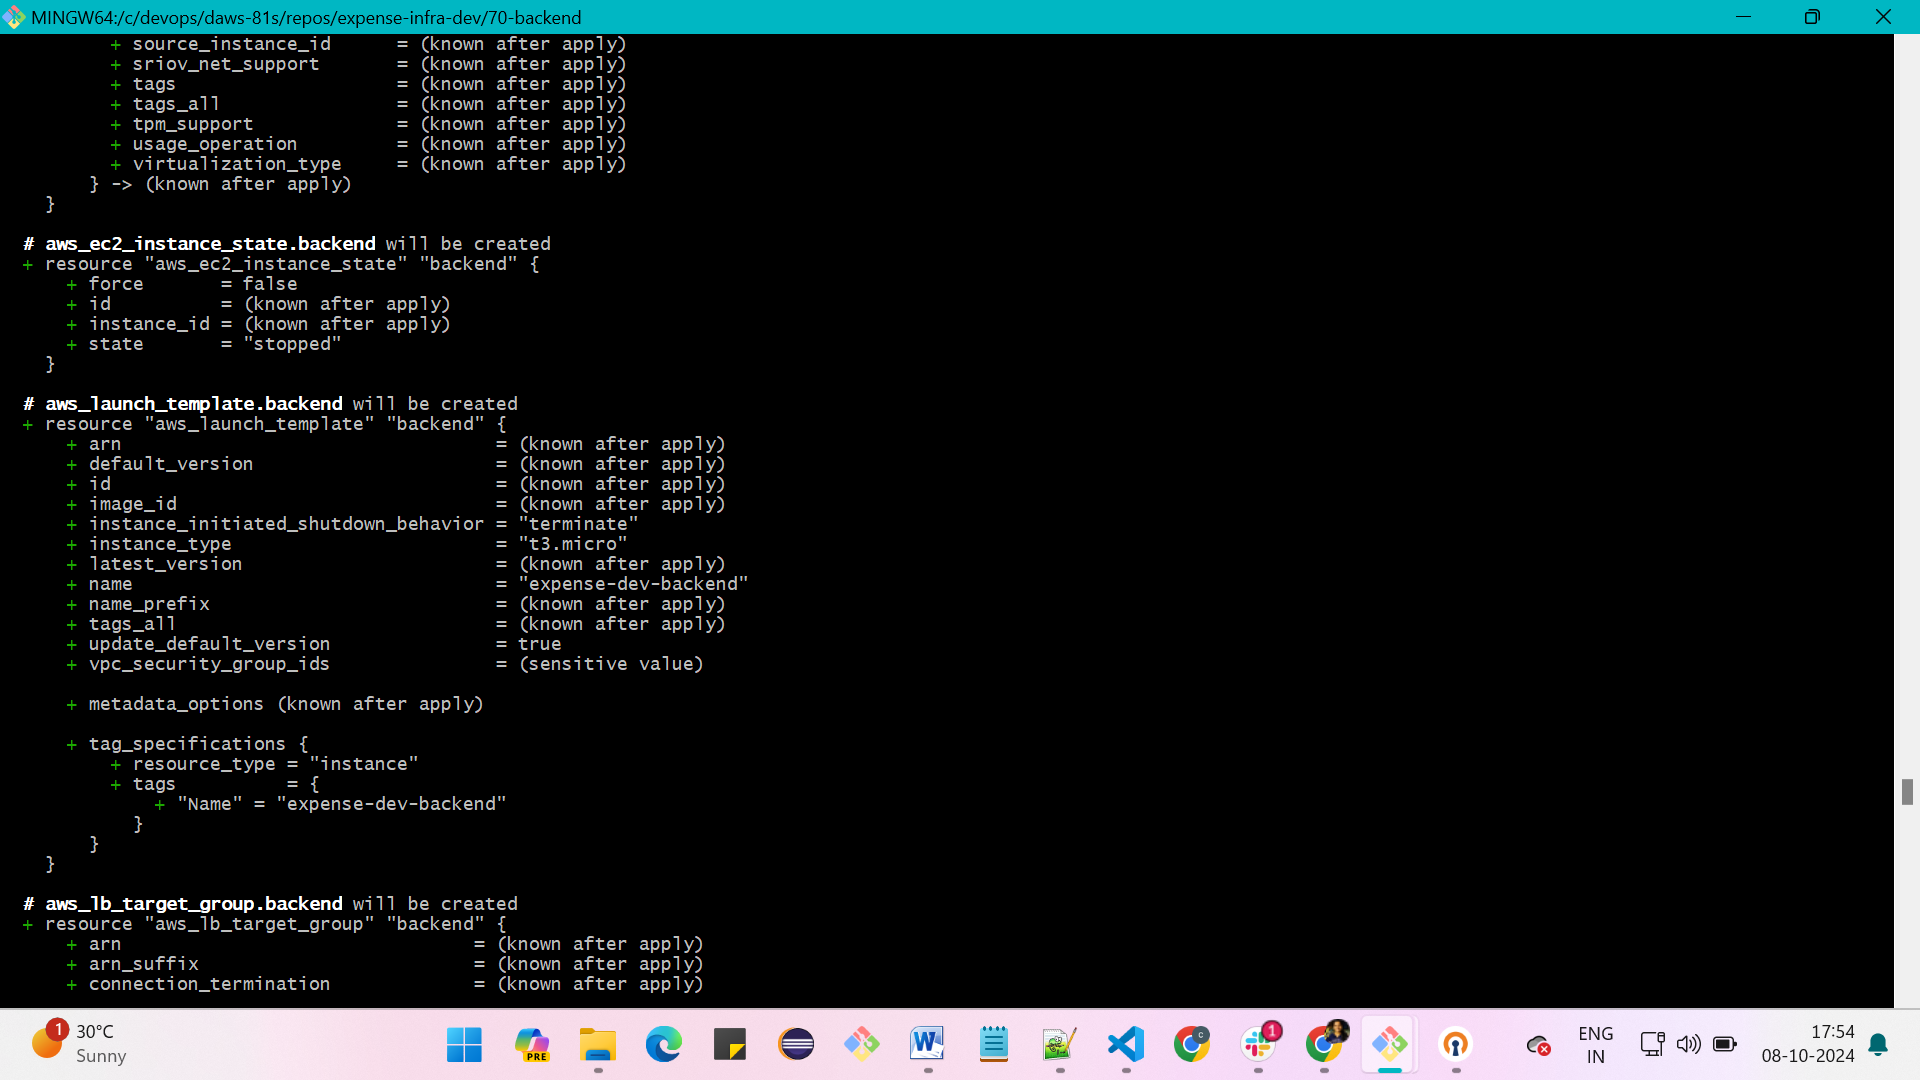 MINGW64:/c/devops/daws-81s/repos/expense-infra-dev/70-backend
+ source_instance_id = (known after apply)
+ sriov_net_support = (known after apply)
+ tags = (known after apply)
+ tags_all = (known after apply)
+ tpm_support = (known after apply)
+ usage_operation = (known after apply)
+ virtualization_type = (known after apply)
} -> (known after apply)
}
# aws_ec2_instance_state.backend will be created
+ resource "aws_ec2_instance_state" "backend" {
+ force = false
+ id = (known after apply)
+ instance_id = (known after apply)
+ state = "stopped"
}
# aws_launch_template.backend will be created
+ resource "aws_launch_template" "backend" {
+ arn = (known after apply)
+ default_version = (known after apply)
+ id = (known after apply)
+ image_id = (known after apply)
+ instance_initiated_shutdown_behavior = "terminate"
+ instance_type = "t3.micro"
+ latest_version = (known after apply)
+ name = "expense-dev-backend"
+ name_prefix = (known after apply)
+ tags_all = (known after apply)
+ update_default_version = true
+ vpc_security_group_ids = (sensitive value)
+ metadata_options (known after apply)
+ tag_specifications {
+ resource_type = "instance"
+ tags = {
+ "Name" = "expense-dev-backend"
}
}
}
# aws_lb_target_group.backend will be created
+ resource "aws_lb_target_group" "backend" {
+ arn = (known after apply)
+ arn_suffix = (known after apply)
+ connection_termination = (known after apply)
1
30°C
Sunny
PRE
W
C
1
ENG
IN
17:54
08-10-2024